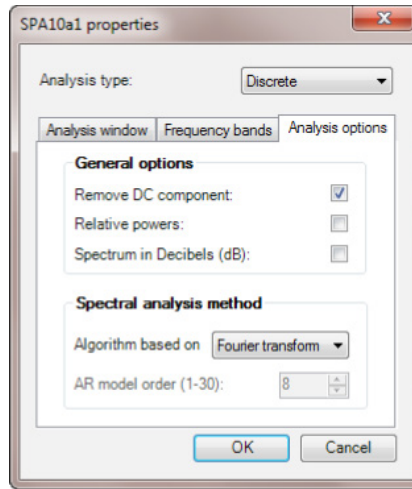 SPA10a1 properties
Analysis type: Discrete
Analysis window Frequency bands Analysis options
General options
Remove DC component:
Relative powers:
Spectrum in Decibels (dB):
Spectral analysis method
Algorithm based on Fourier transform
AR model order (1-30): 8
OK Cancel